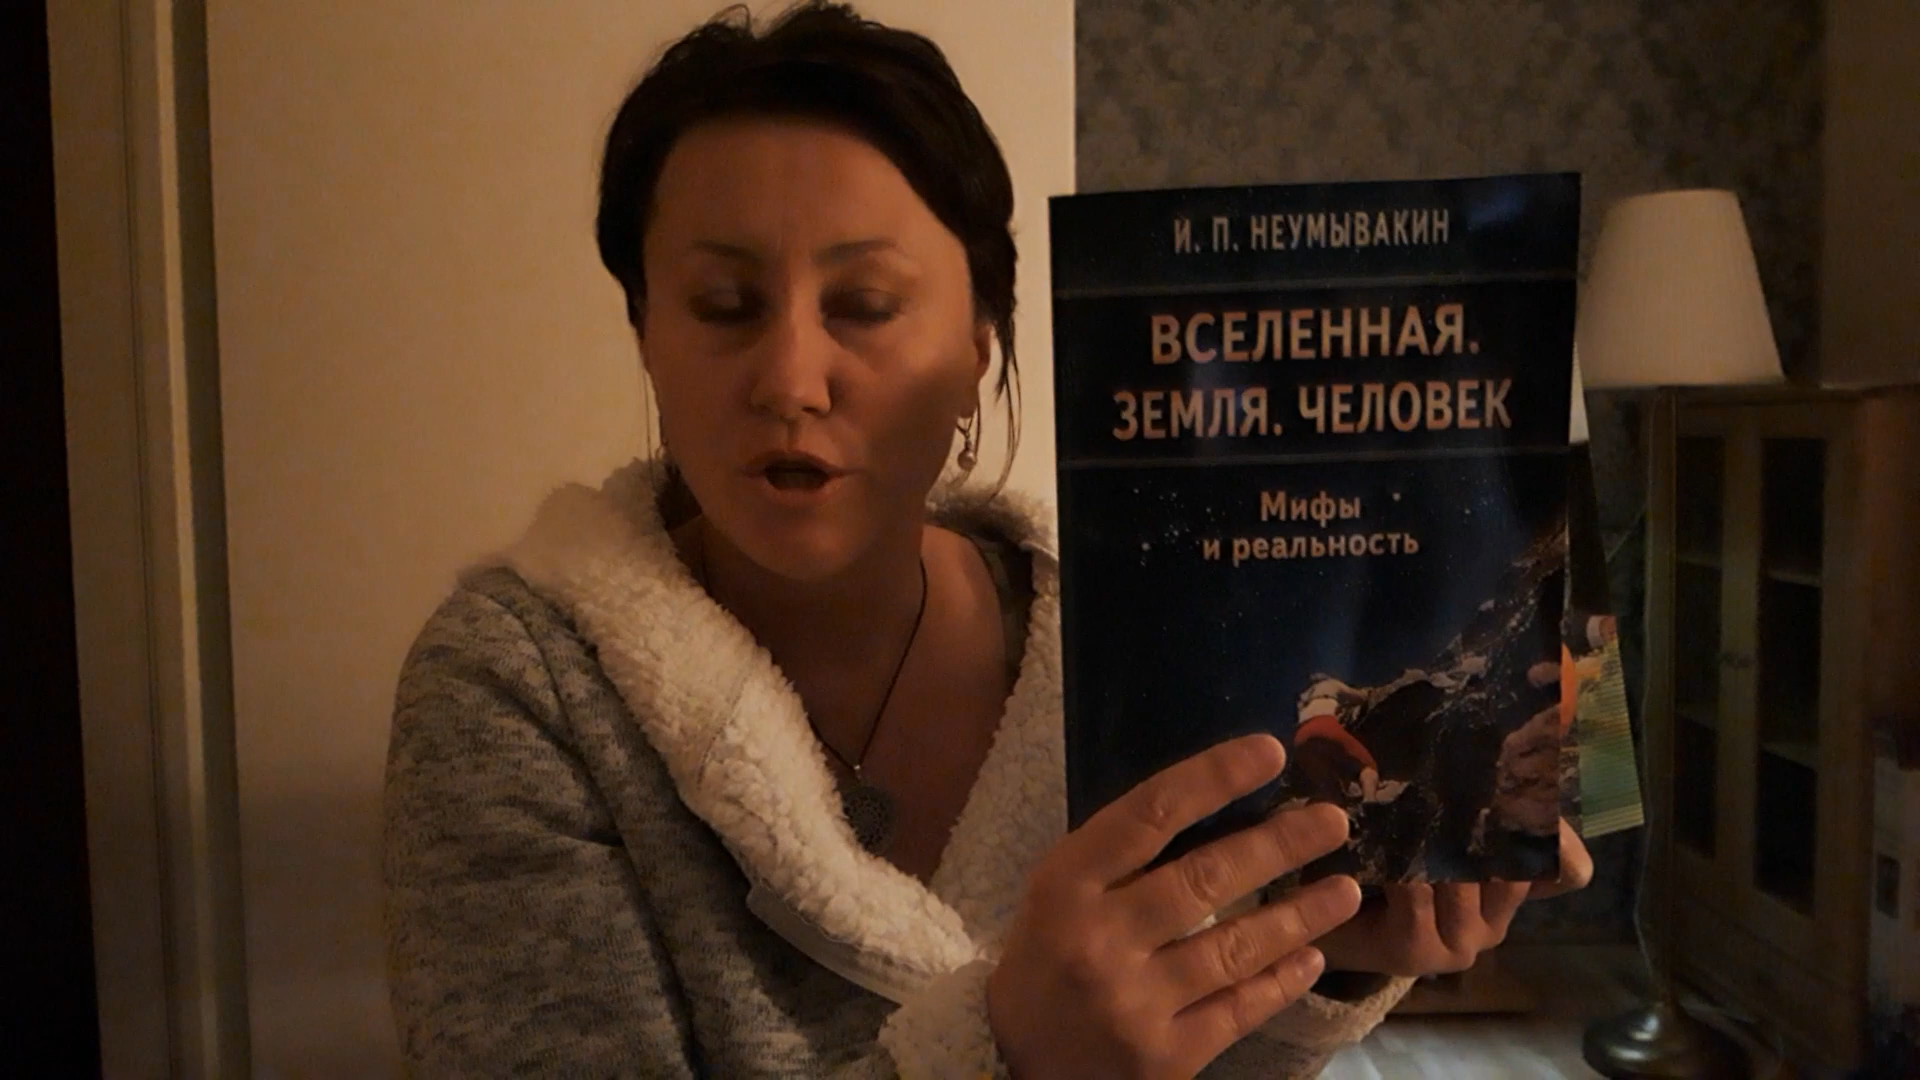 И. П. НЕУМЫВАКИН
ВСЕЛЕННАЯ.
ЗЕМЛЯ. ЧЕЛОВЕК
Мифы
и реальность